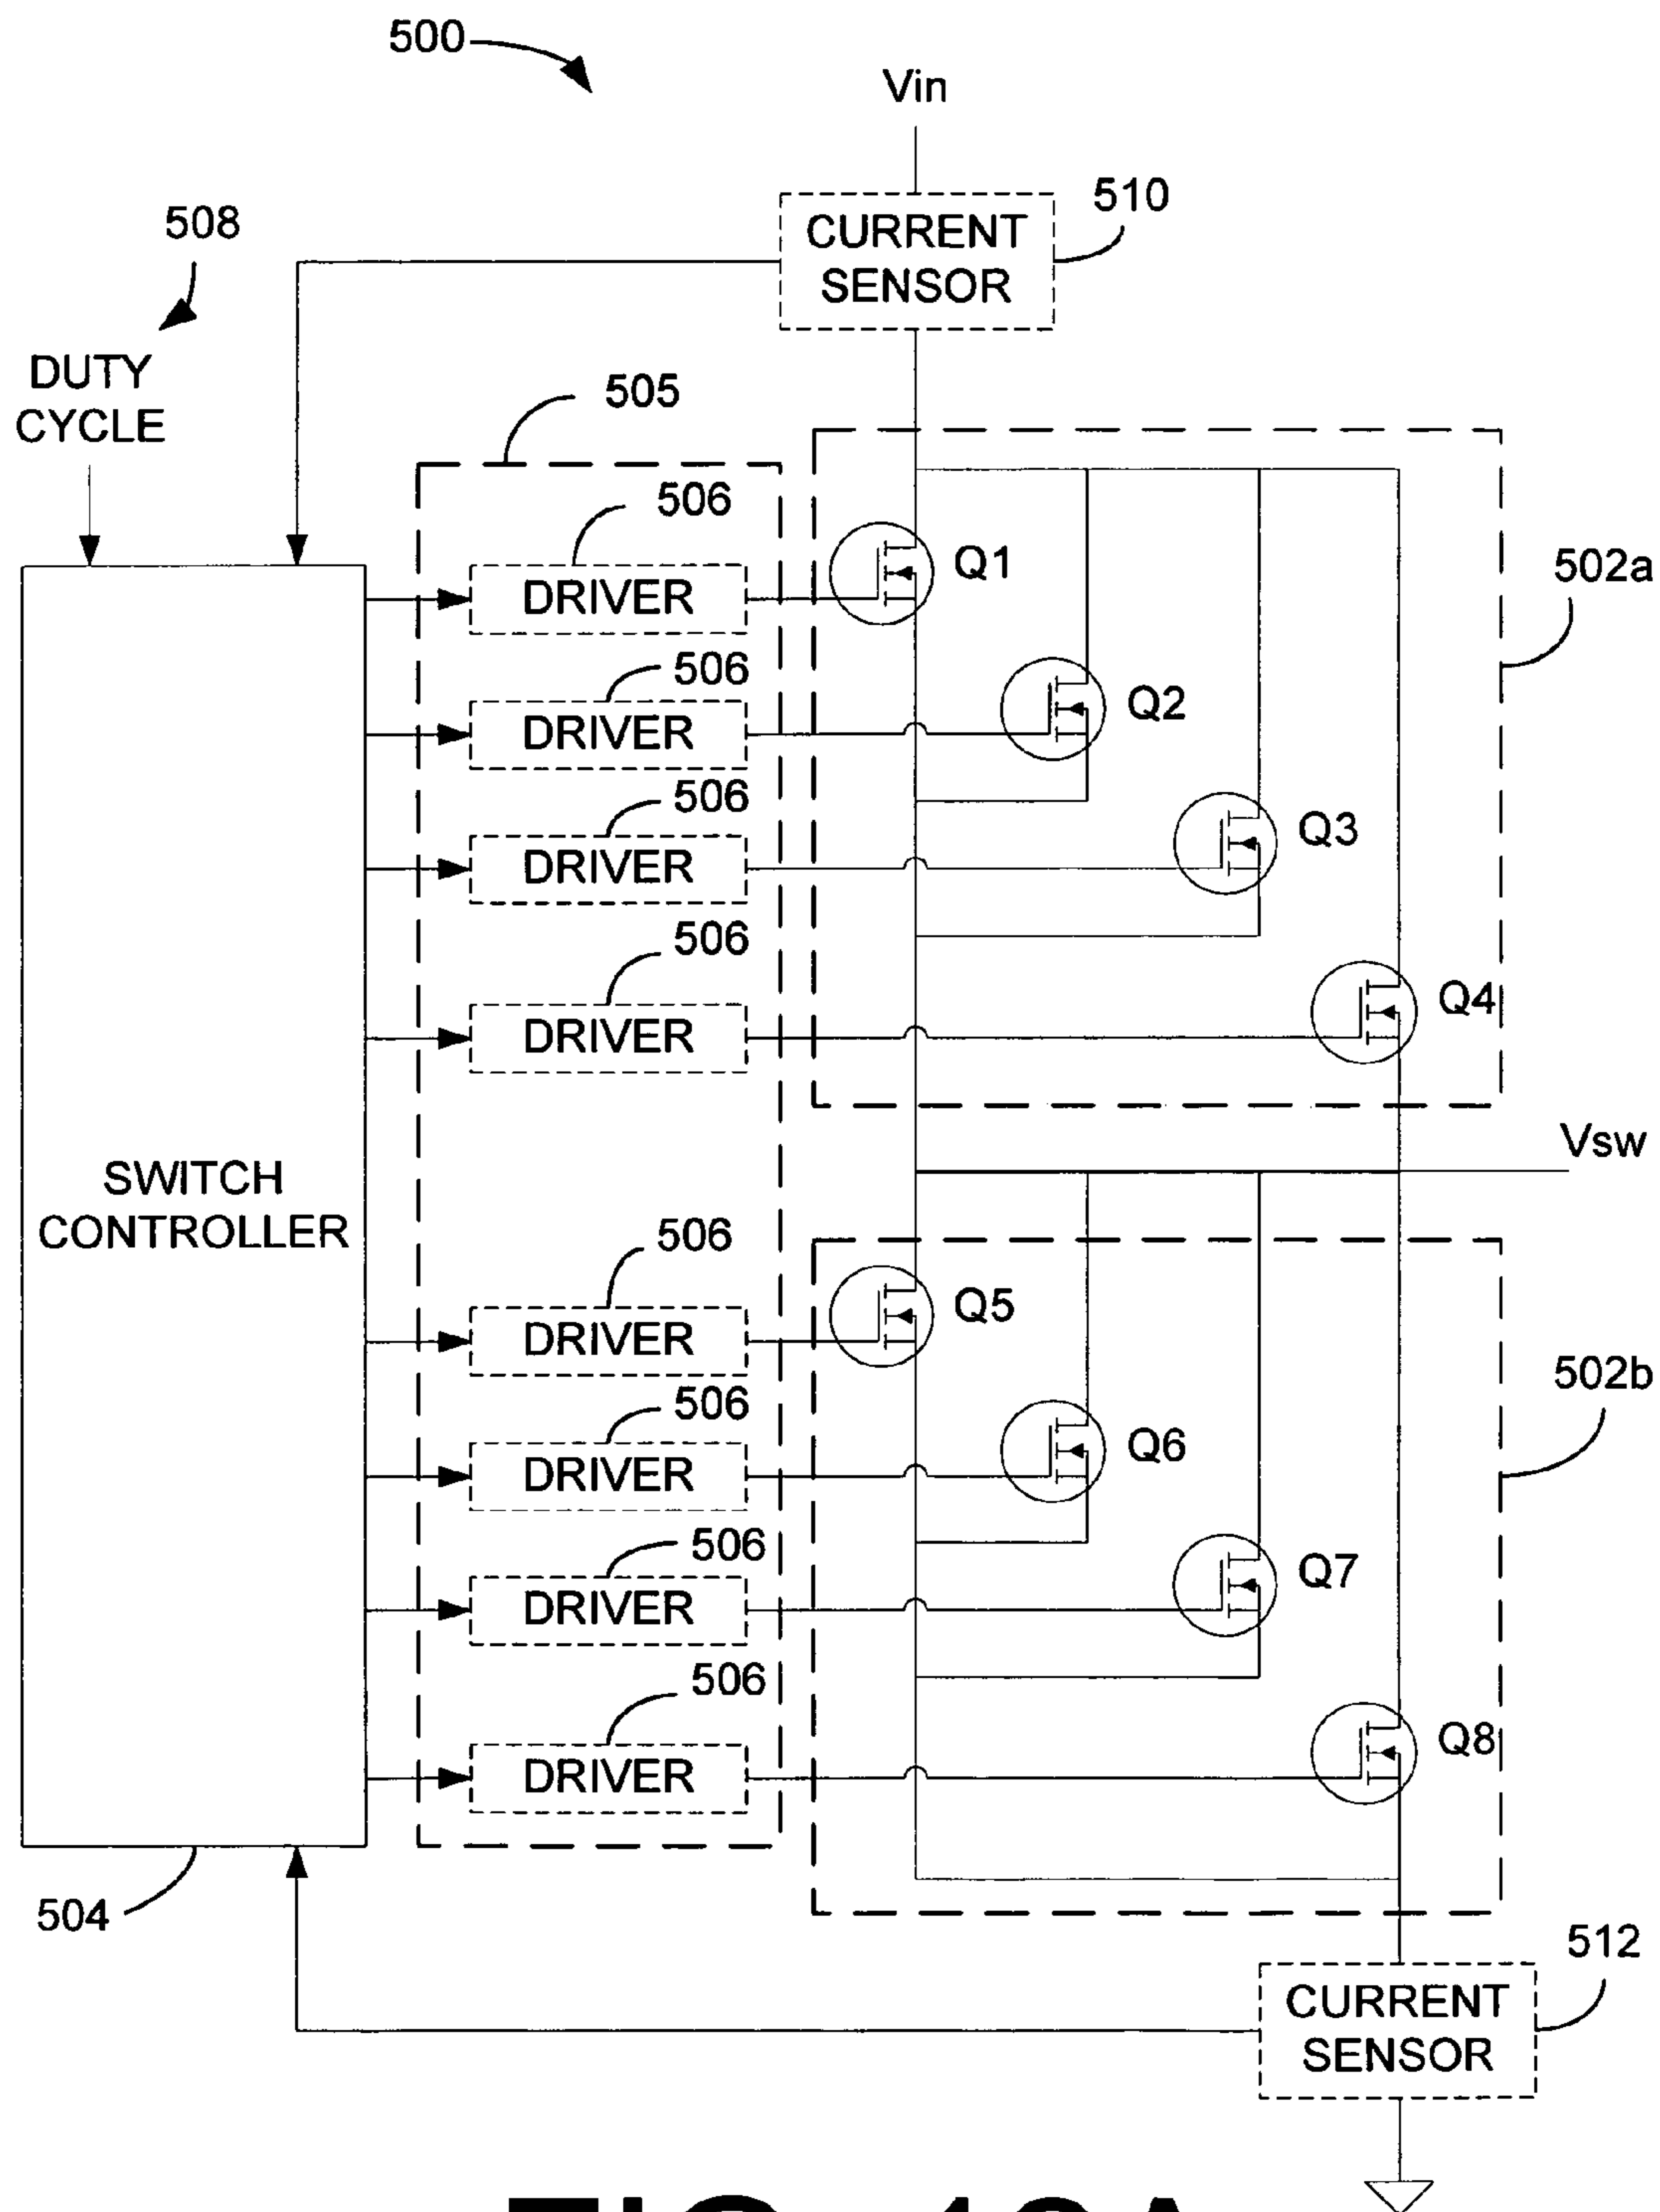 500
Vin
510
CURRENT
SENSOR
508
DUTY
CYCLE
505
506
DRIVER
Q1
502a
506
DRIVER
Q2
506
DRIVER
Q3
506
DRIVER
Q4
Vsw
SWITCH
CONTROLLER
506
DRIVER
Q5
502b
506
DRIVER
Q6
506
DRIVER
Q7
506
DRIVER
Q8
504
512
CURRENT
SENSOR